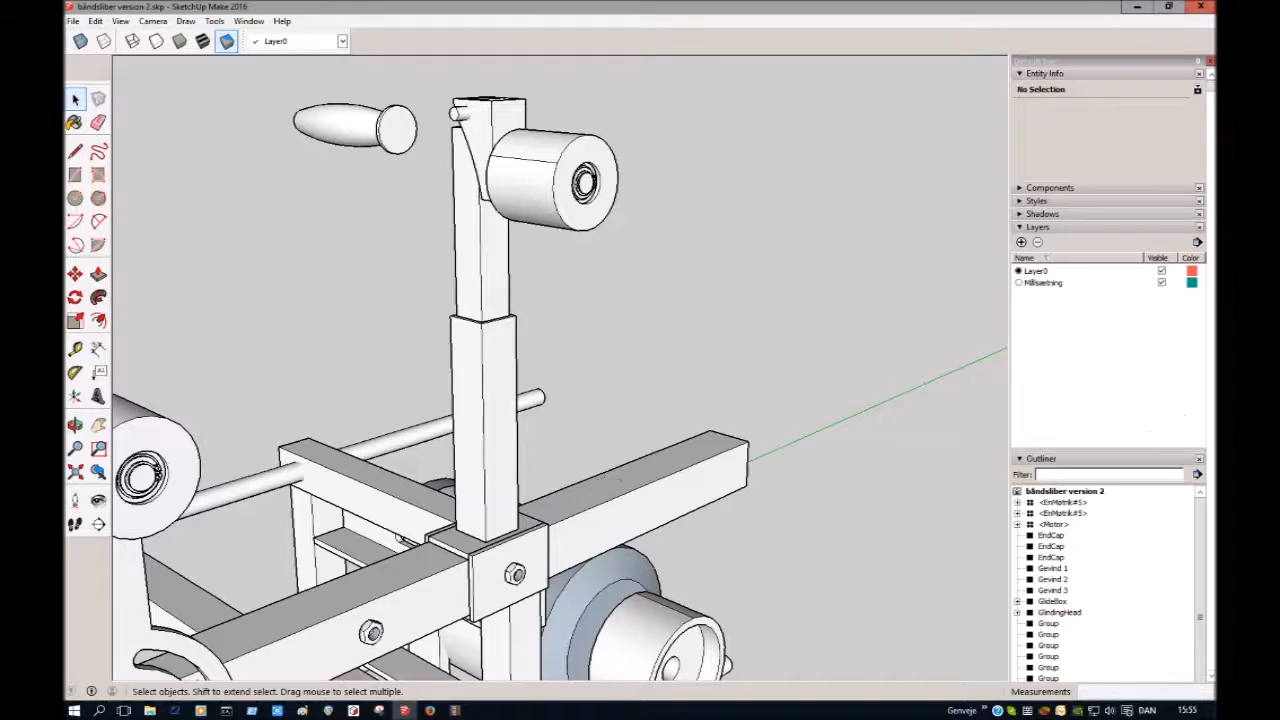 båndsliber version 2.skp - SketchUp Make 2016
File Edit View Camera Draw Tools Window Help
Layer0
Entity Info
No Selection
Components
Styles
Shadows
Layers
Name Visible Color
Layer0
Målsætning
Outliner
Filter:
båndsliber version 2
<EnMøtrik#5>
<EnMøtrik#5>
<Motor>
EndCap
EndCap
EndCap
Gevind 1
Gevind 2
Gevind 3
GlideBox
GlindingHead
Group
Group
Group
Group
Group
Group
Select objects. Shift to extend select. Drag mouse to select multiple.
Measurements
Genveje
DAN
15:55